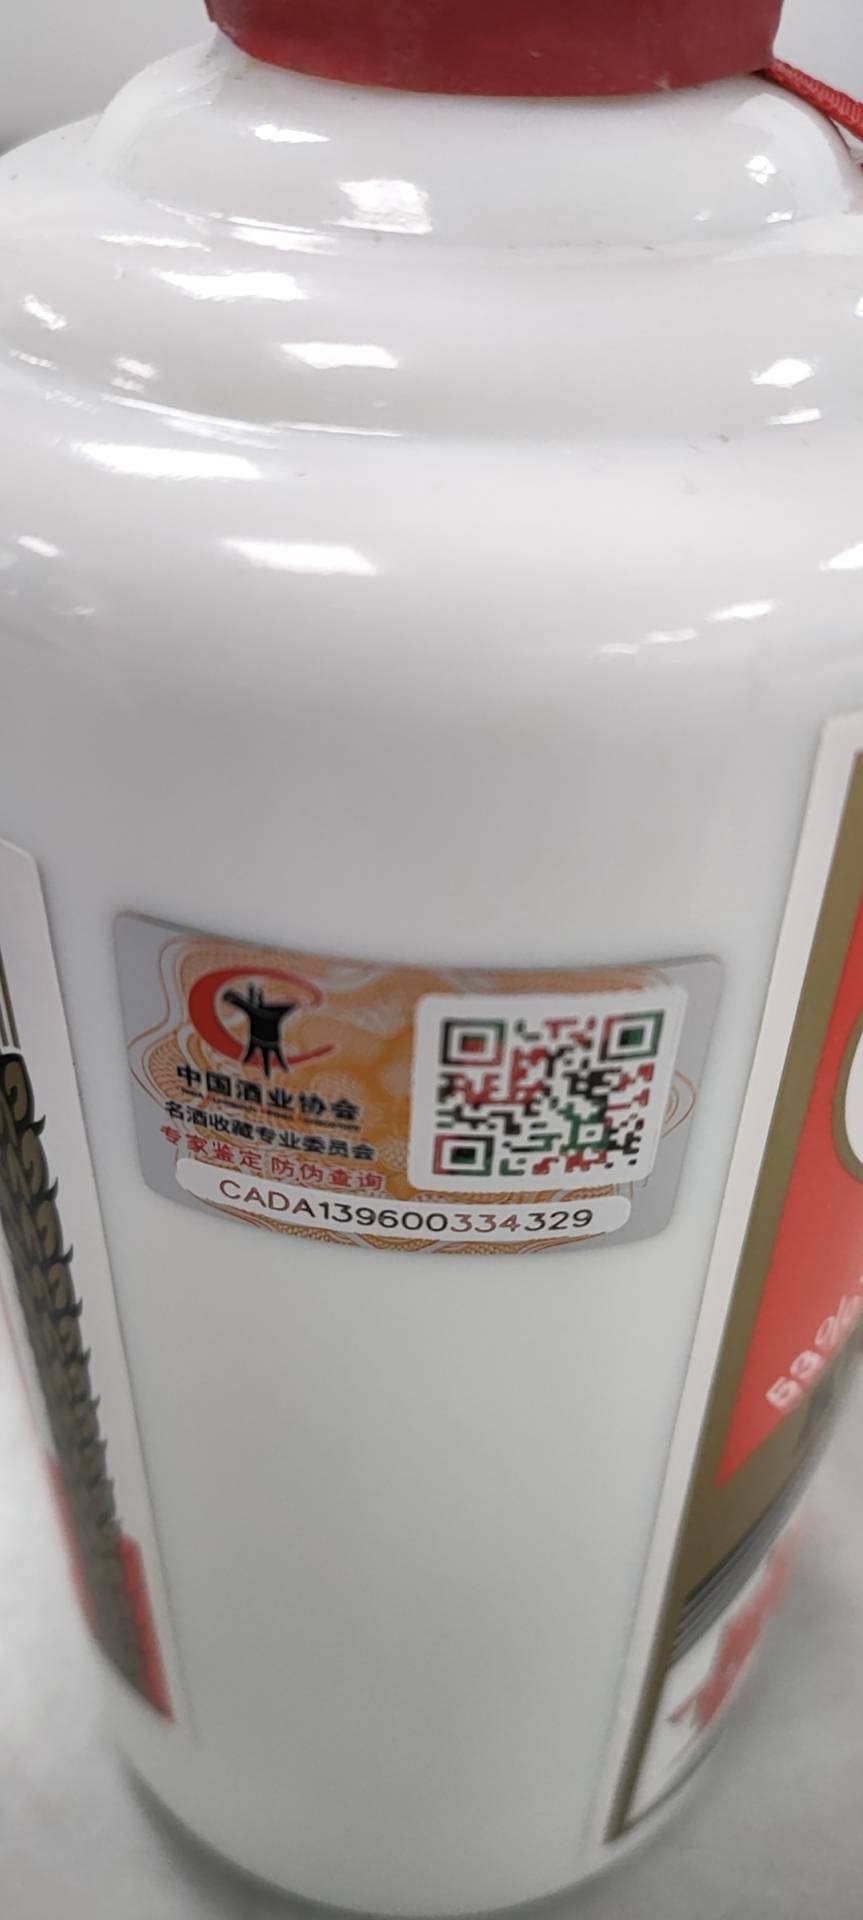 中国酒业协会
名酒收藏专业委员会
专家鉴定 防伪查询
CADA139600334329
53%